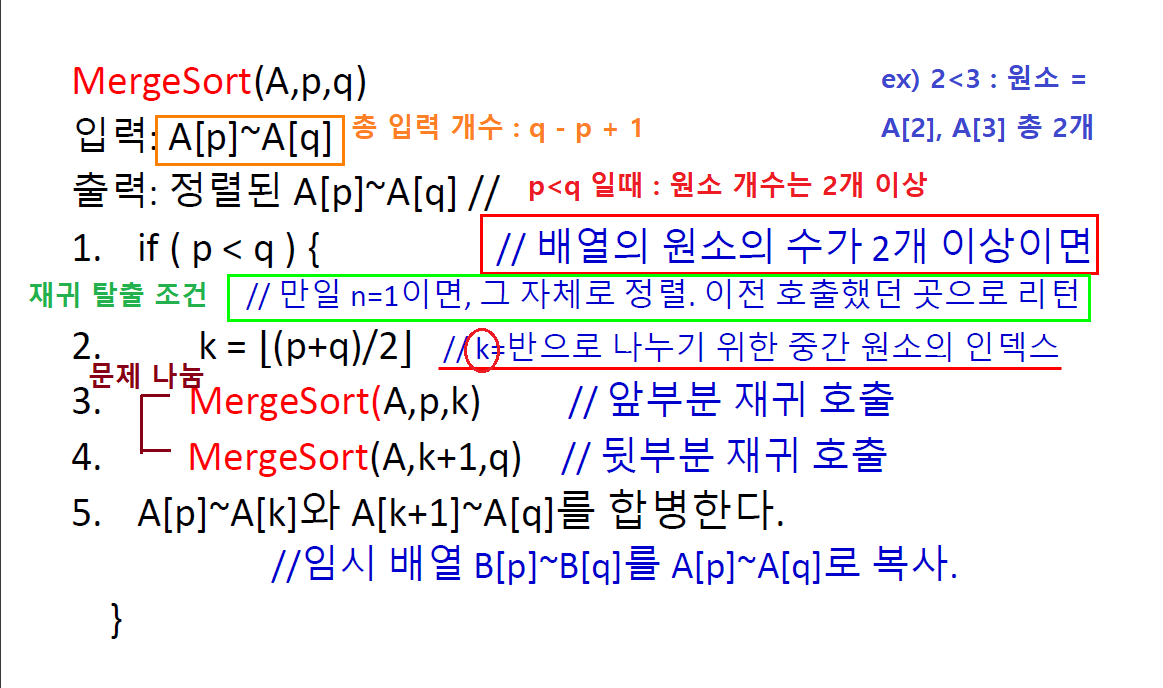 MergeSort(A,p,q)
ex) 2<3 : 원소 =
입력: A[p]~A[q] 총 입력 개수 : q - p + 1
A[2], A[3] 총 2개
출력: 정렬된 A[p]~A[q] // p<q 일때 : 원소 개수는 2개 이상
1. if ( p < q ) { // 배열의 원소의 수가 2개 이상이면
재귀 탈출 조건 // 만일 n=1이면, 그 자체로 정렬. 이전 호출했던 곳으로 리턴
2. k = ⌊(p+q)/2⌋ // k=반으로 나누기 위한 중간 원소의 인덱스
문제 나눔
3. MergeSort(A,p,k) // 앞부분 재귀 호출
4. MergeSort(A,k+1,q) // 뒷부분 재귀 호출
5. A[p]~A[k]와 A[k+1]~A[q]를 합병한다.
//임시 배열 B[p]~B[q]를 A[p]~A[q]로 복사.
}